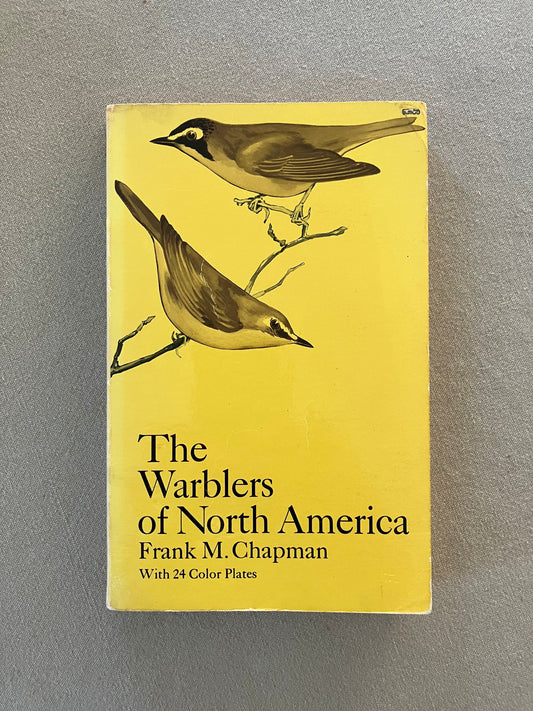 The
Warblers
of North America
Frank M. Chapman
With 24 Color Plates